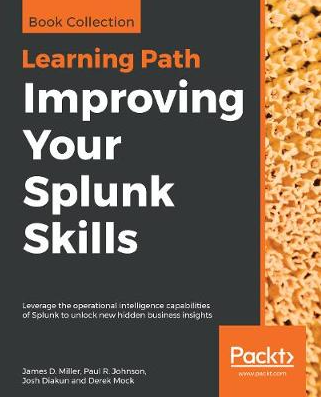 Book Collection
Learning Path
Improving
Your
Splunk
Skills
Leverage the operational intelligence capabilities
of Splunk to unlock new hidden business insights
James D. Miller, Paul R. Johnson,
Josh Diakun and Derek Mock
Packt>
www.packt.com